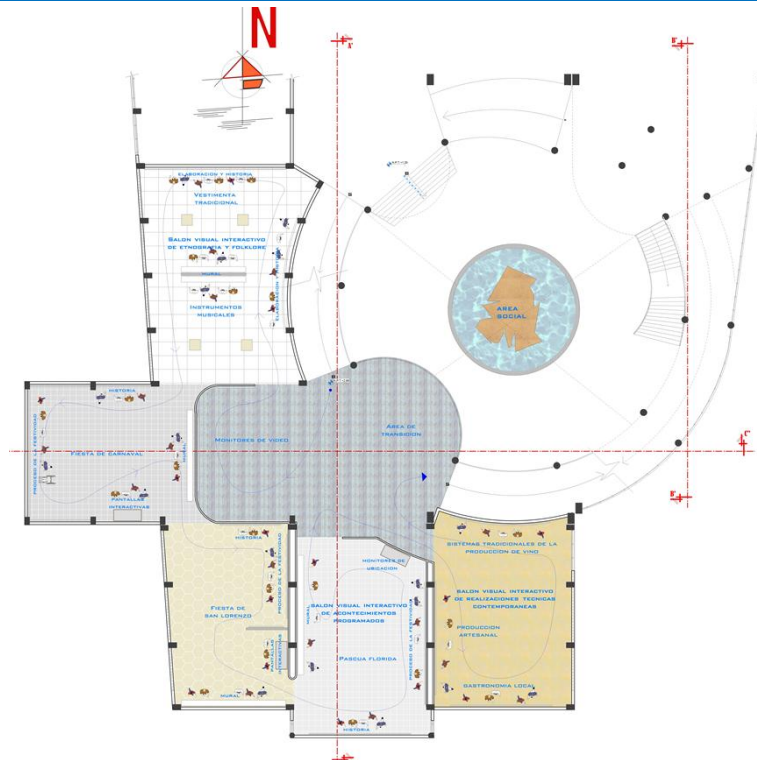 N
A'
B'
ELABORACION Y HISTORIA
VESTIMENTA
TRADICIONAL
SALON VISUAL INTERACTIVO
DE ETNOGRAFIA Y FOLKLORE
MURAL
INSTRUMENTOS
MUSICALES
AREA
SOCIAL
HISTORIA
PROCESO DE LA FESTIVIDAD
FIESTA DE CARNAVAL
MURAL
PANTALLAS
INTERACTIVAS
MONITORES DE VIDEO
AREA DE
TRANSICION
C'
B'
HISTORIA
PROCESO DE LA FESTIVIDAD
FIESTA DE
SAN LORENZO
PANTALLAS
INTERACTIVAS
MURAL
MONITORES DE
UBICACION
SALON VISUAL INTERACTIVO
DE ACONTECIMIENTOS
PROGRAMADOS
MURAL
PASCUA FLORIDA
PROCESO DE LA FESTIVIDAD
HISTORIA
SISTEMAS TRADICIONALES DE LA
PRODUCCION DE VINO
SALON VISUAL INTERACTIVO
DE REALIZACIONES TECNICAS
CONTEMPORANEAS
PRODUCCION
ARTESANAL
GASTRONOMIA LOCAL